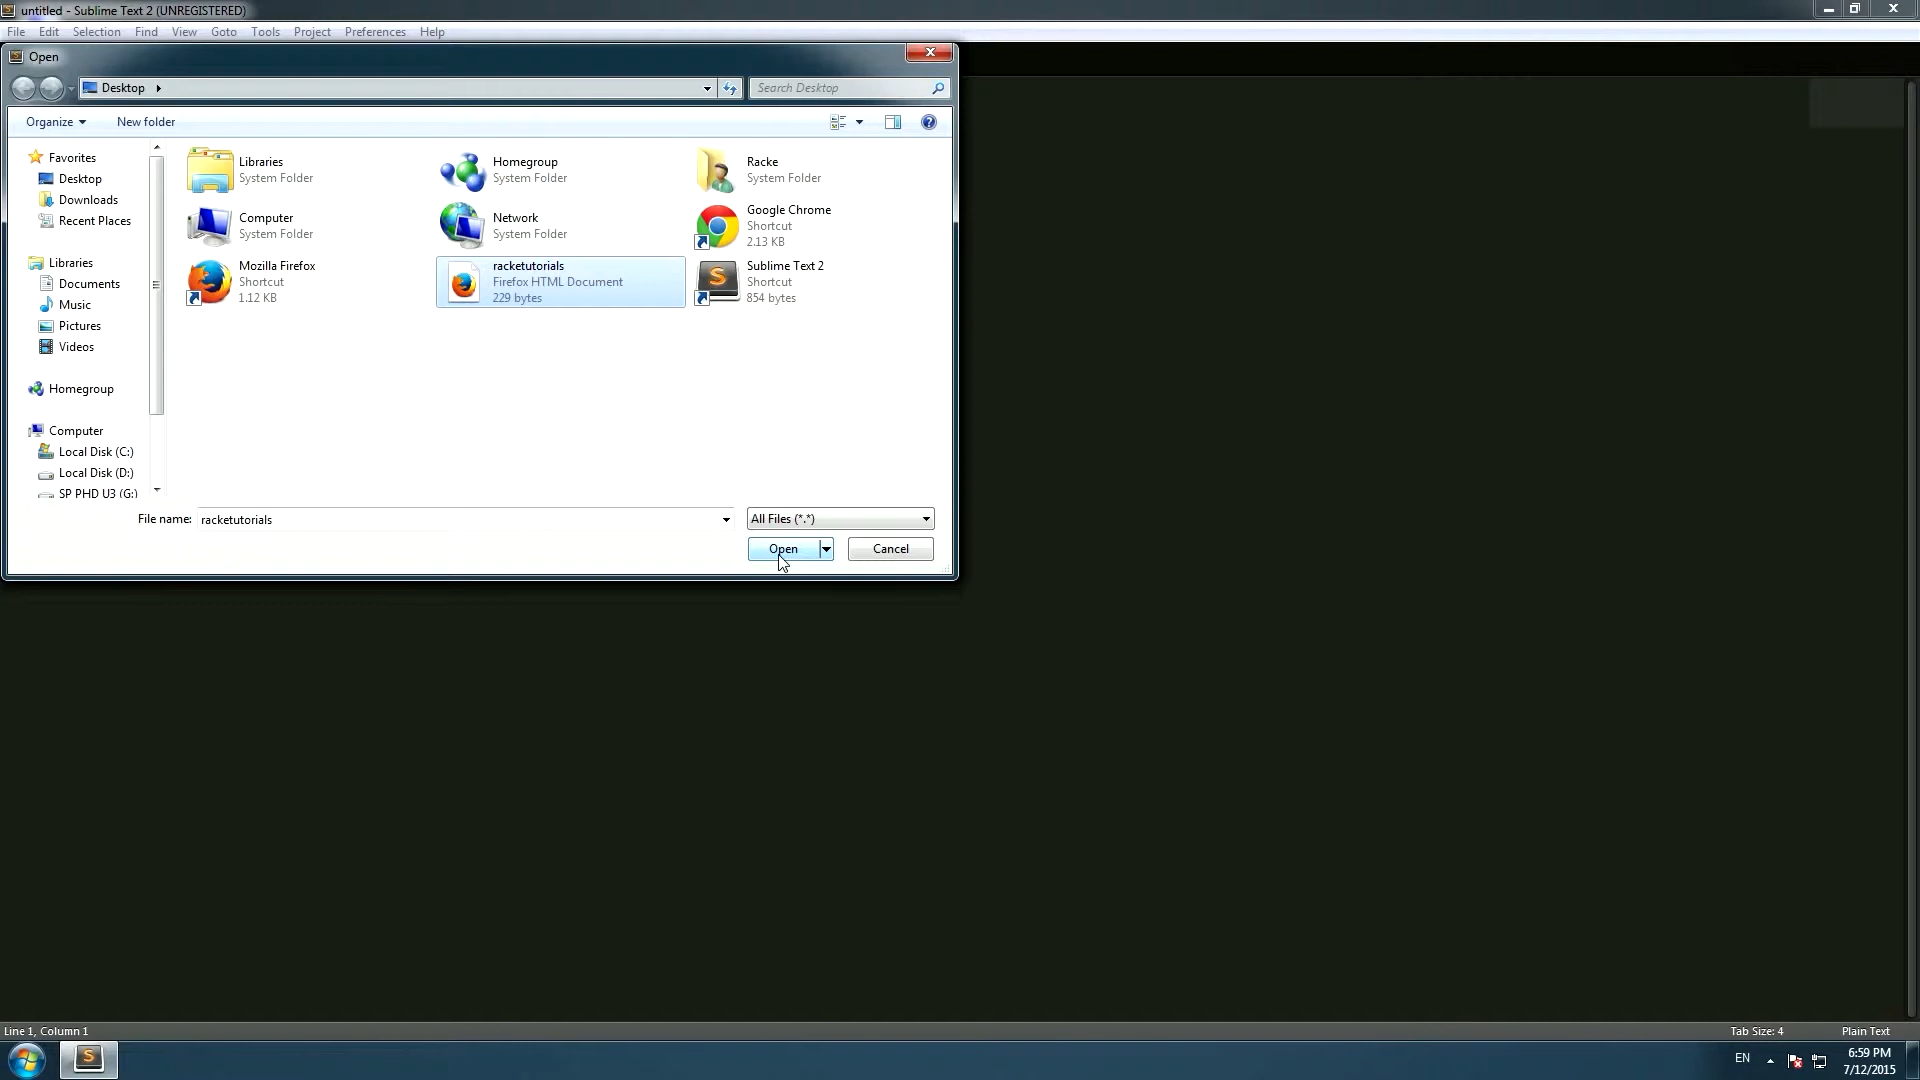 untitled - Sublime Text 2 (UNREGISTERED)
File Edit Selection Find View Goto Tools Project Preferences Help
Open
Desktop
Search Desktop
Organize New folder
Favorites
Desktop
Downloads
Recent Places
Libraries
Documents
Music
Pictures
Videos
Homegroup
Computer
Local Disk (C:)
Local Disk (D:)
SP PHD U3 (G:)
Libraries
System Folder
Homegroup
System Folder
Racke
System Folder
Computer
System Folder
Network
System Folder
Google Chrome
Shortcut
2.13 KB
Mozilla Firefox
Shortcut
1.12 KB
racketutorials
Firefox HTML Document
229 bytes
Sublime Text 2
Shortcut
854 bytes
File name: racketutorials
All Files (*.*)
Open Cancel
Line 1, Column 1
Tab Size: 4 Plain Text
EN
6:59 PM
7/12/2015